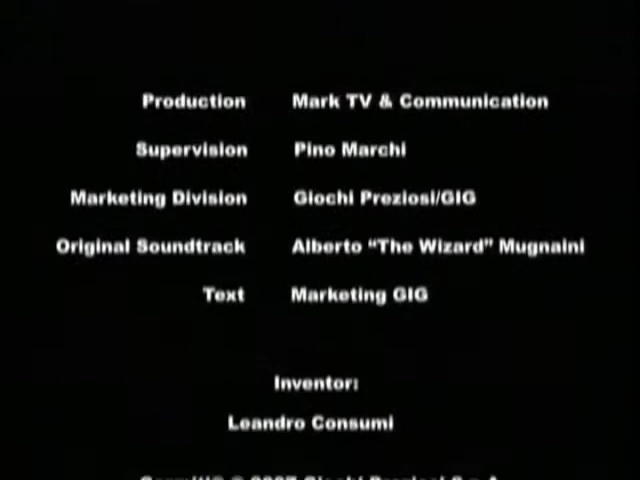 Production Mark TV & Communication
Supervision Pino Marchi
Marketing Division Giochi Preziosi/GIG
Original Soundtrack Alberto “The Wizard” Mugnaini
Text Marketing GIG
Inventor:
Leandro Consumi